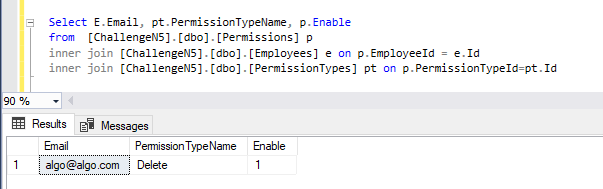 Select E.Email, pt.PermissionTypeName, p.Enable
from  [ChallengeN5].[dbo].[Permissions] p
inner join [ChallengeN5].[dbo].[Employees] e on p.EmployeeId = e.Id
inner join [ChallengeN5].[dbo].[PermissionTypes] pt on p.PermissionTypeId=pt.Id
90 %
Results Messages
Email PermissionTypeName Enable
1 algo@algo.com Delete 1